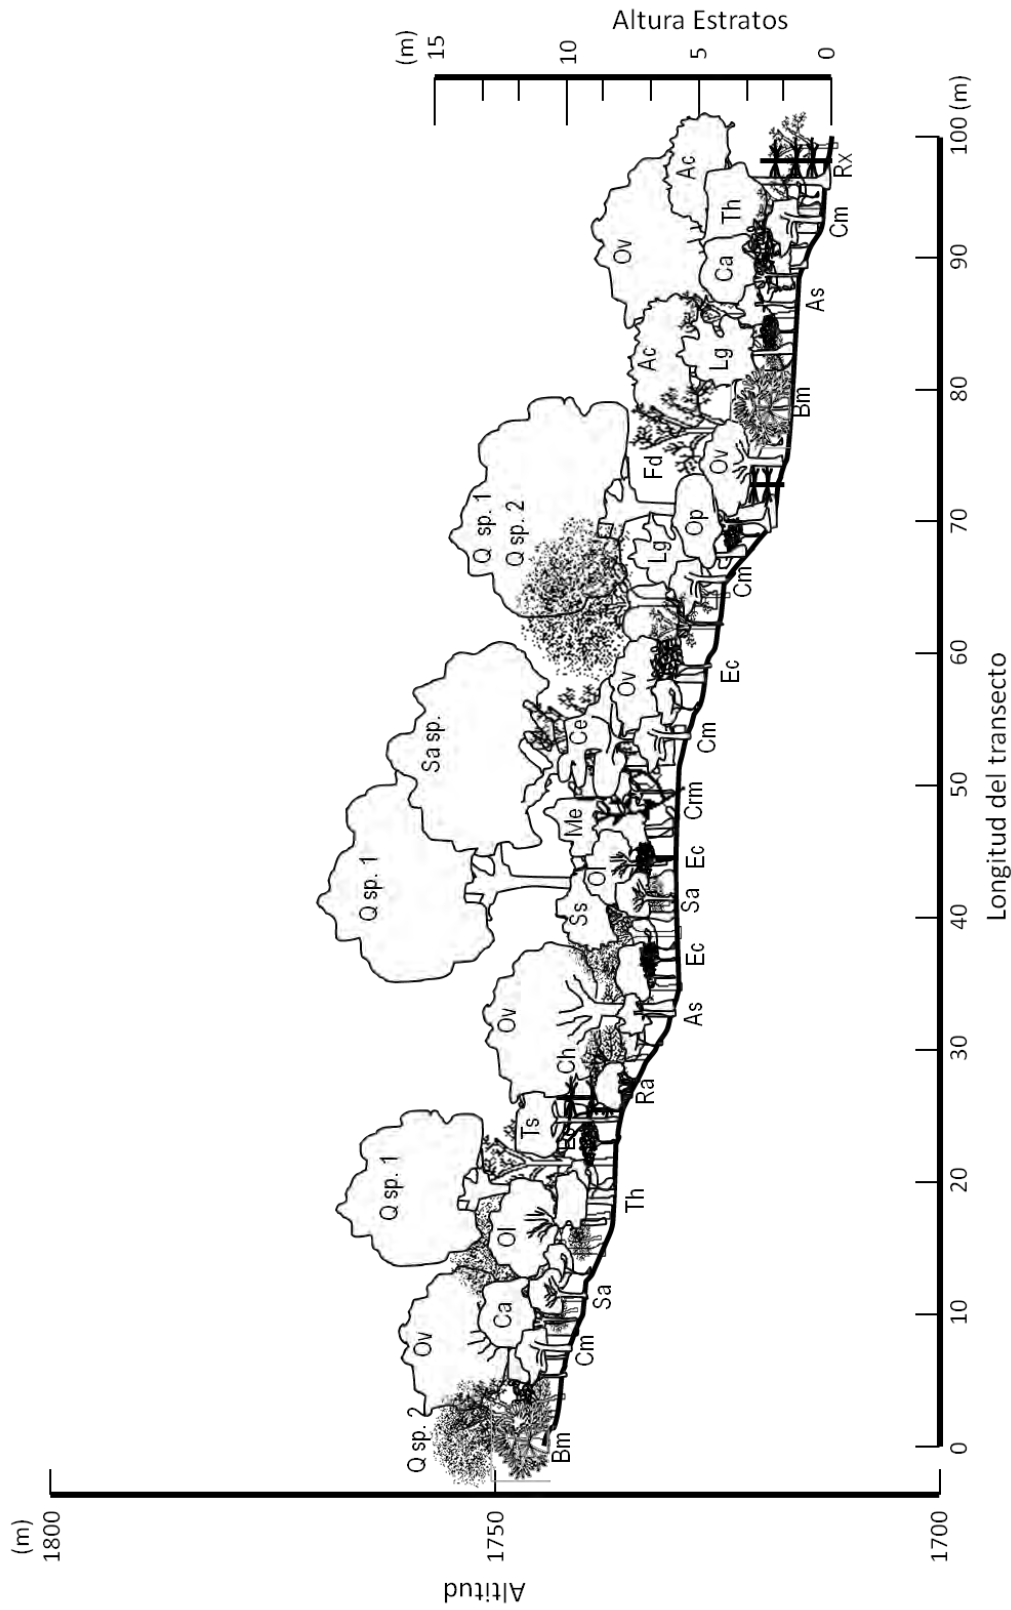 (m)
1800
1750
1700
Altitud
Q sp. 1
Q sp. 1
Q sp. 2
Ov
Ca
Ol
Ts
Ch
Ov
Ss
Ol
Me
Sa sp.
Ce
Ov
Q sp. 1
Q sp. 2
Lg
Op
Fd
Ov
Ac
Lg
Ov
Ca
Th
Ac
Bm
Cm
Sa
Th
Ra
As
Ec
Sa
Ec
Crm
Cm
Ec
Cm
Bm
As
Cm
Rx
0
10
20
30
40
50
60
70
80
90
100 (m)
Longitud del transecto
(m)
15
10
5
0
Altura Estratos